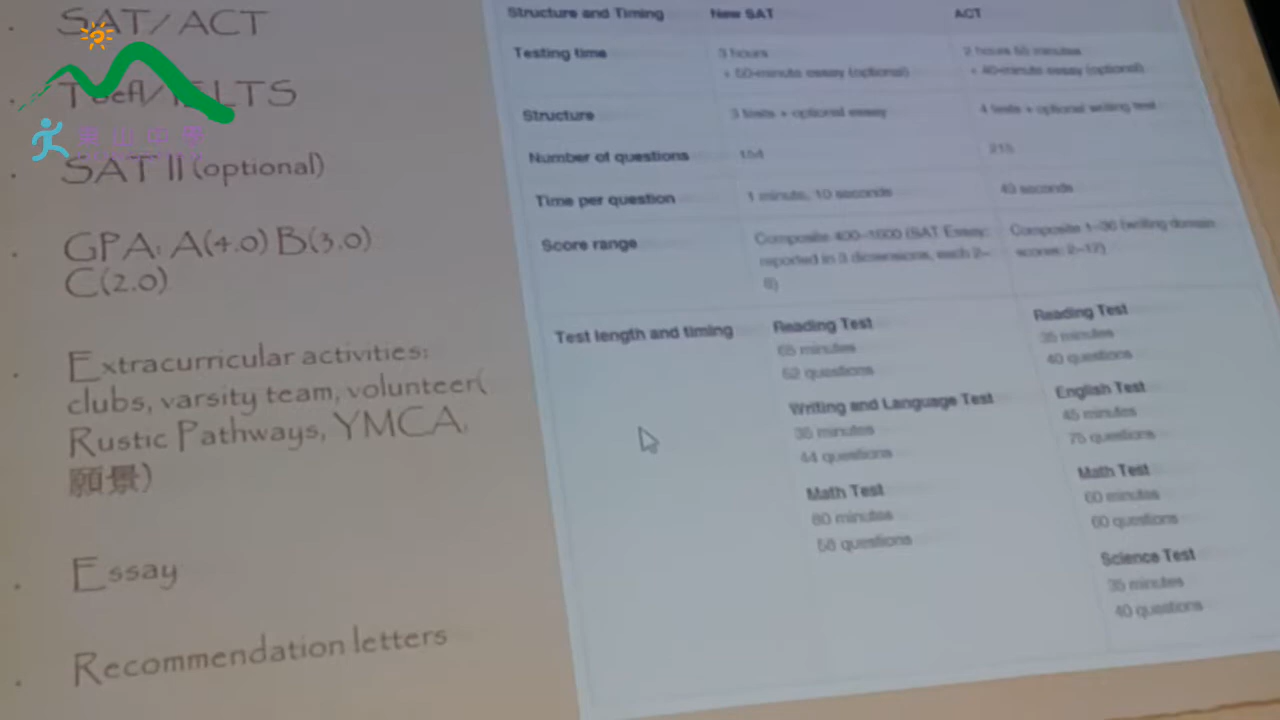 SAT/ACT
Toefl/IELTS
SAT II (optional)
GPA: A(4.0) B(3.0)
C(2.0)
Extracurricular activities:
clubs, varsity team, volunteer(
Rustic Pathways, YMCA,
願景)
Essay
Recommendation letters
Structure and Timing New SAT ACT
Testing time 3 hours 2 hours 55 minutes
+ 50-minute essay (optional) + 40-minute essay (optional)
Structure 3 tests + optional essay 4 tests + optional writing test
Number of questions 154 215
Time per question 1 minute, 10 seconds 49 seconds
Score range Composite 400–1600 (SAT Essay: Composite 1–36 (writing domain
reported in 3 dimensions, each 2– scores: 2–12)
8)
Test length and timing Reading Test Reading Test
65 minutes 35 minutes
52 questions 40 questions
Writing and Language Test English Test
35 minutes 45 minutes
44 questions 75 questions
Math Test Math Test
80 minutes 60 minutes
58 questions 60 questions
Science Test
35 minutes
40 questions